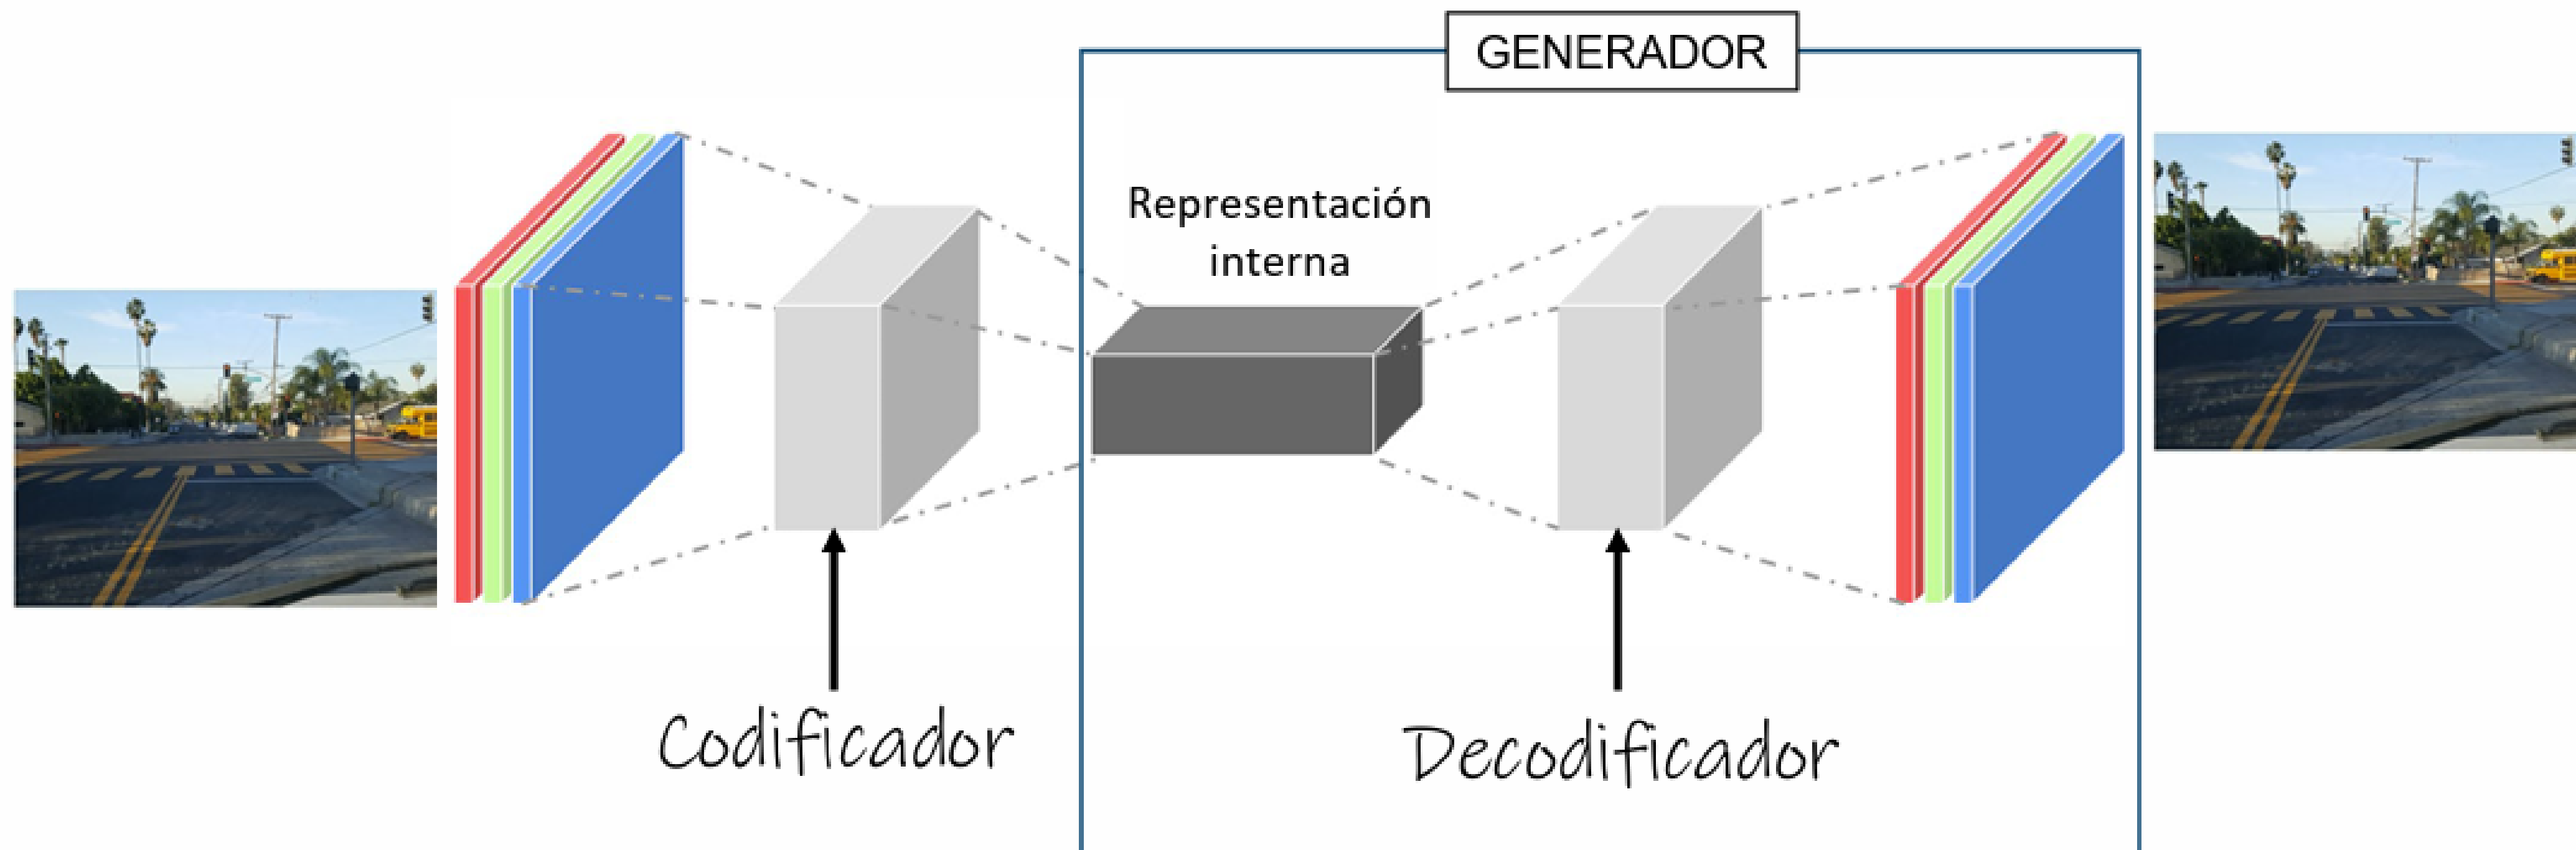 GENERADOR
Representación
interna
Codificador
Decodificador